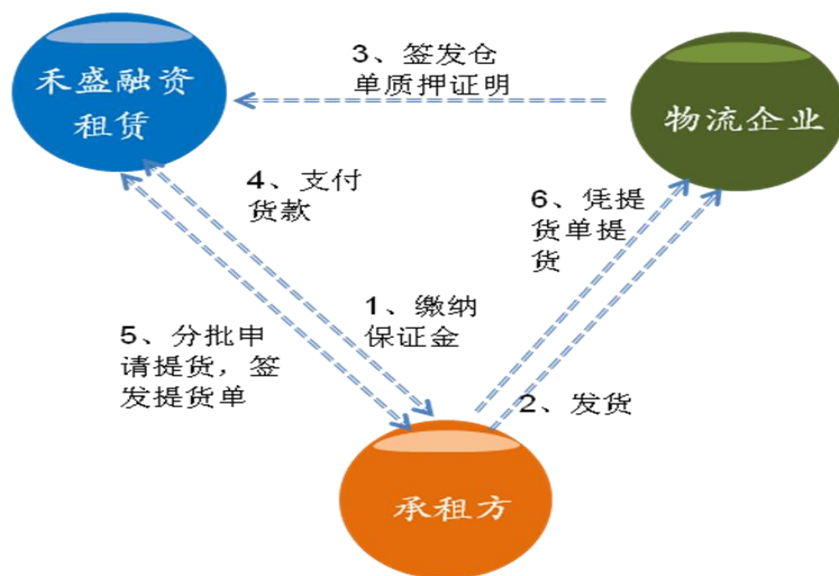 禾盛融资
租赁
3、签发仓
单质押证明
物流企业
4、支付
货款
6、凭提
货单提
货
1、缴纳
保证金
5、分批申
请提货，签
发提货单
2、发货
承租方